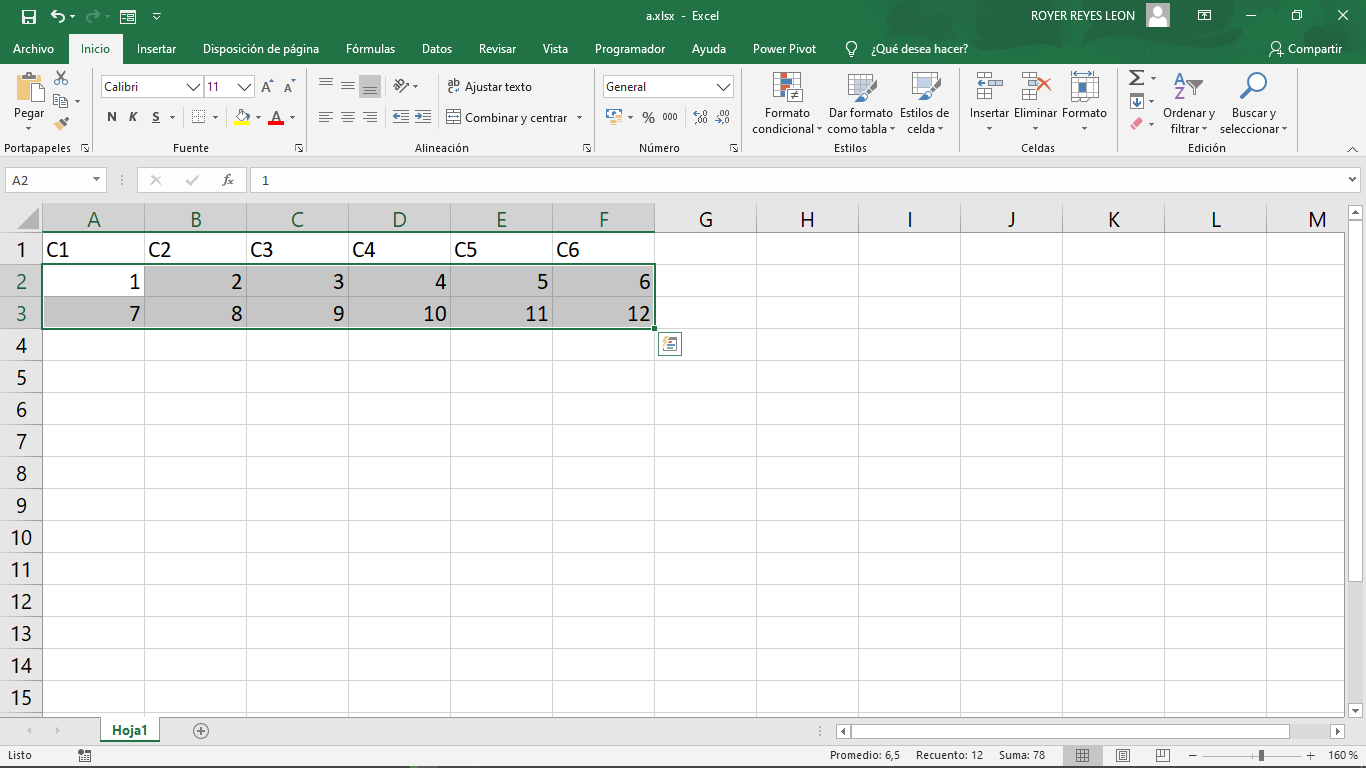 a.xlsx - Excel
ROYER REYES LEON
Archivo Inicio Insertar Disposición de página Fórmulas Datos Revisar Vista Programador Ayuda Power Pivot ¿Qué desea hacer? Compartir
Calibri 11 ab Ajustar texto General
Pegar N K S A Combinar y centrar % 000 Formato condicional Dar formato como tabla Estilos de celda Insertar Eliminar Formato Ordenar y filtrar Buscar y seleccionar
Portapapeles Fuente Alineación Número Estilos Celdas Edición
A2 fx 1
A B C D E F G H I J K L M
1 C1 C2 C3 C4 C5 C6
2 1 2 3 4 5 6
3 7 8 9 10 11 12
4
5
6
7
8
9
10
11
12
13
14
15
Hoja1
Listo Promedio: 6,5 Recuento: 12 Suma: 78 160 %